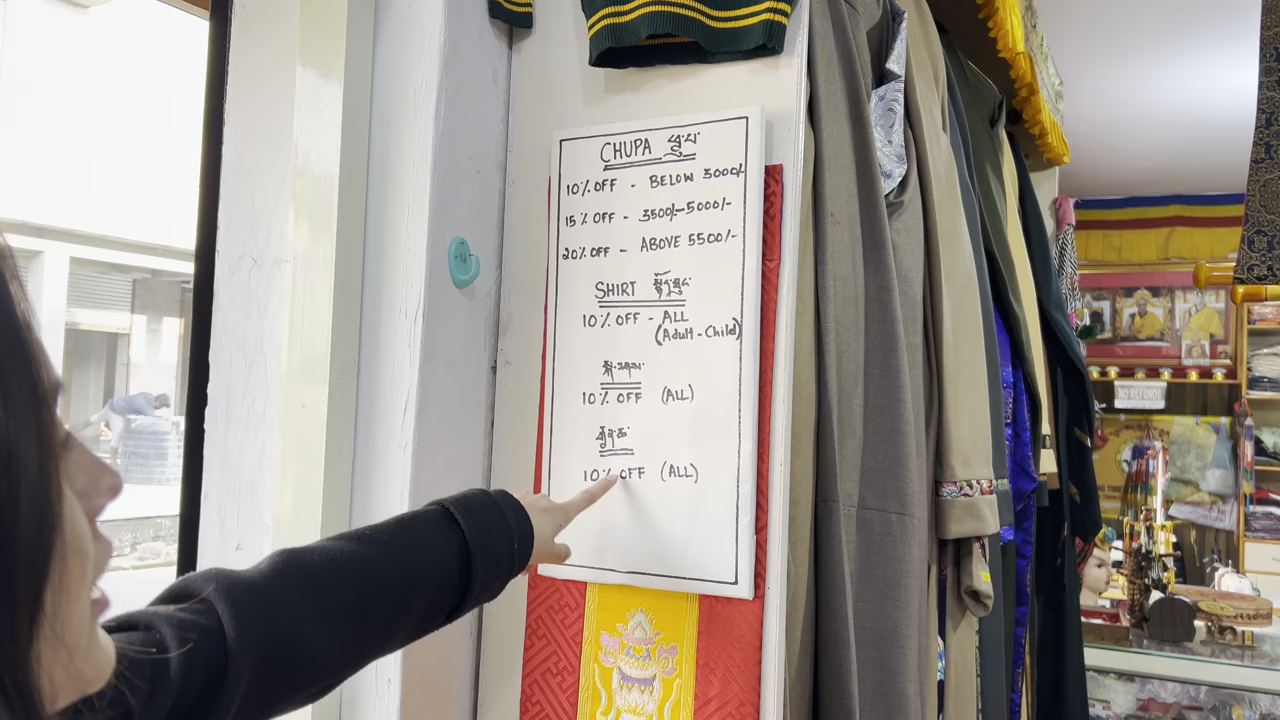 CHUPA ཕྱུ་པ་
10% OFF - BELOW 3000/-
15% OFF - 3500/-5000/-
20% OFF - ABOVE 5500/-
SHIRT
10% OFF - ALL
(Adult-Child)
10% OFF (ALL)
10% OFF (ALL)
NO REFUNDS